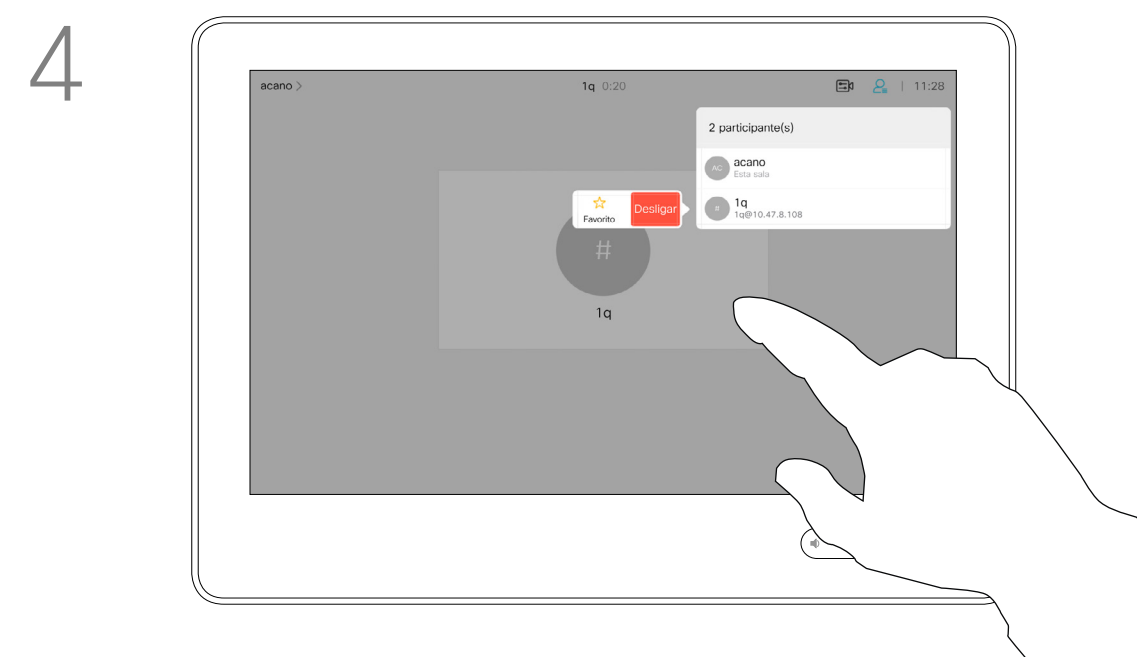 4
acano >
1q 0:20
11:28
2 participante(s)
AC
acano
Esta sala
#
1q
1q@10.47.8.108
Favorito
Desligar
#
1q